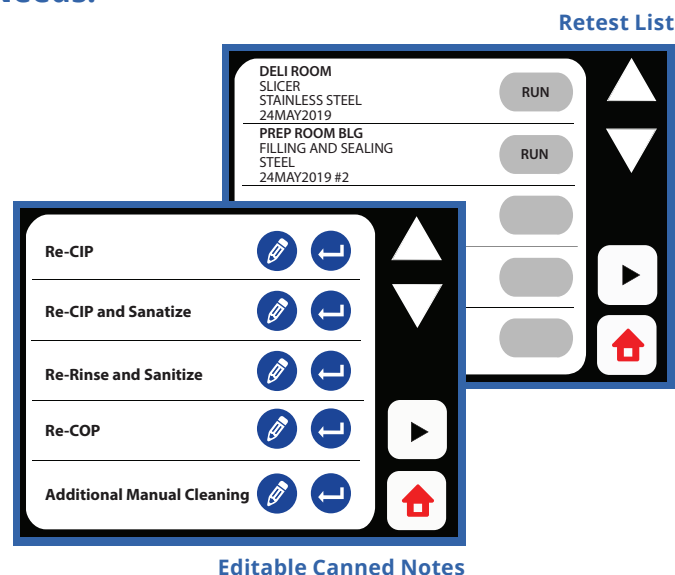 Retest List
DELI ROOM
SLICER
STAINLESS STEEL
24MAY2019
RUN
PREP ROOM BLG
FILLING AND SEALING
STEEL
24MAY2019 #2
RUN
Re-CIP
Re-CIP and Sanatize
Re-Rinse and Sanitize
Re-COP
Additional Manual Cleaning
Editable Canned Notes